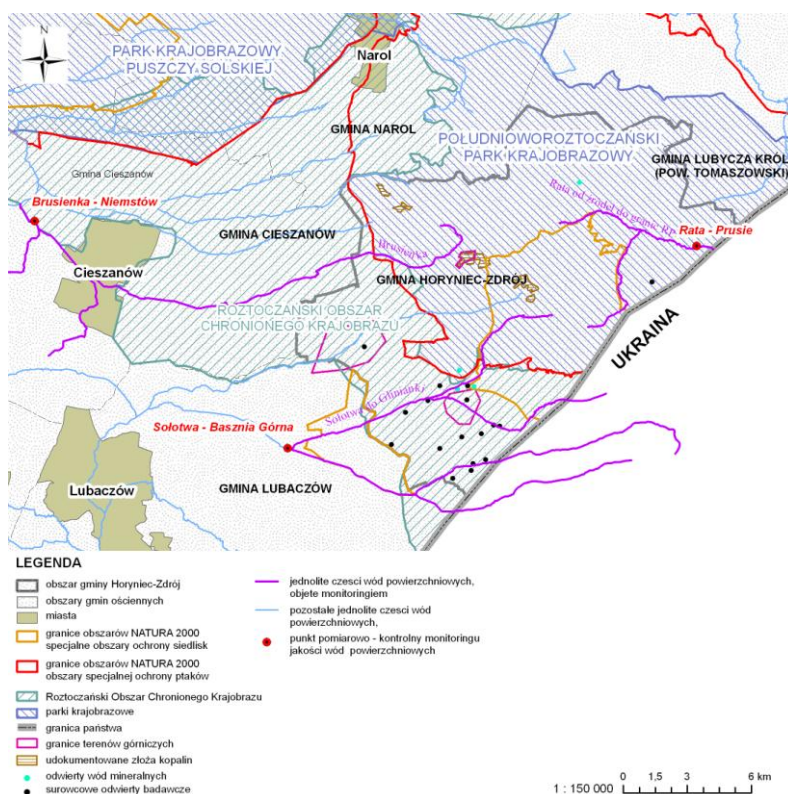 N
PARK KRAJOBRAZOWY
PUSZCZY SOLSKIEJ
Narol
GMINA NAROL
POŁUDNIOWOROZTOCZAŃSKI
PARK KRAJOBRAZOWY
GMINA LUBYCZA KRÓL
(POW. TOMASZOWSKI)
Gmina Cieszanów
Brusienka - Niemstów
Rata od źródeł do granic RP
Rata - Prusie
GMINA CIESZANÓW
Brusienka
Cieszanów
GMINA HORYNIEC-ZDRÓJ
ROZTOCZAŃSKI OBSZAR
CHRONIONEGO KRAJOBRAZU
UKRAINA
Sołotwa do Glinianki
Sołotwa - Basznia Górna
Lubaczów
GMINA LUBACZÓW
LEGENDA
obszar gminy Horyniec-Zdrój
obszary gmin ościennych
miasta
granice obszarów NATURA 2000
specjalne obszary ochrony siedlisk
granice obszarów NATURA 2000
obszary specjalnej ochrony ptaków
Roztoczański Obszar Chronionego Krajobrazu
parki krajobrazowe
granica państwa
granice terenów górniczych
udokumentowane złoża kopalin
odwierty wód mineralnych
surowcowe odwierty badawcze
jednolite czesci wód powierzchniowych,
objete monitoringiem
pozostałe jednolite czesci wód
powierzchniowych,
punkt pomiarowo - kontrolny monitoringu
jakości wód powierzchniowych
1 : 150 000
0 1,5 3 6 km